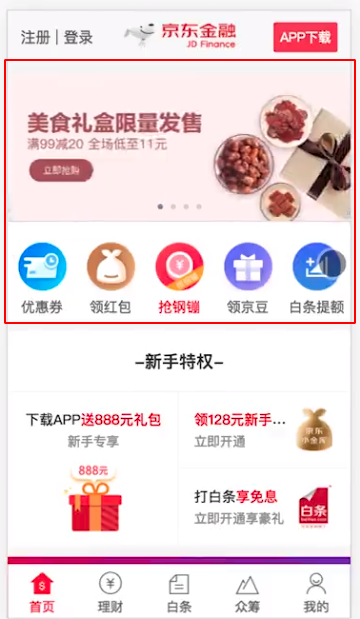 注册 | 登录
京东金融
JD Finance
APP下载
美食礼盒限量发售
满99减20 全场低至11元
立即抢购
优惠券
领红包
抢钢镚
领京豆
白条提额
–新手特权–
下载APP送888元礼包
新手专享
888元
领128元新手...
立即开通
京东
小金库
打白条享免息
立即开通享豪礼
白条
首页
理财
白条
众筹
我的